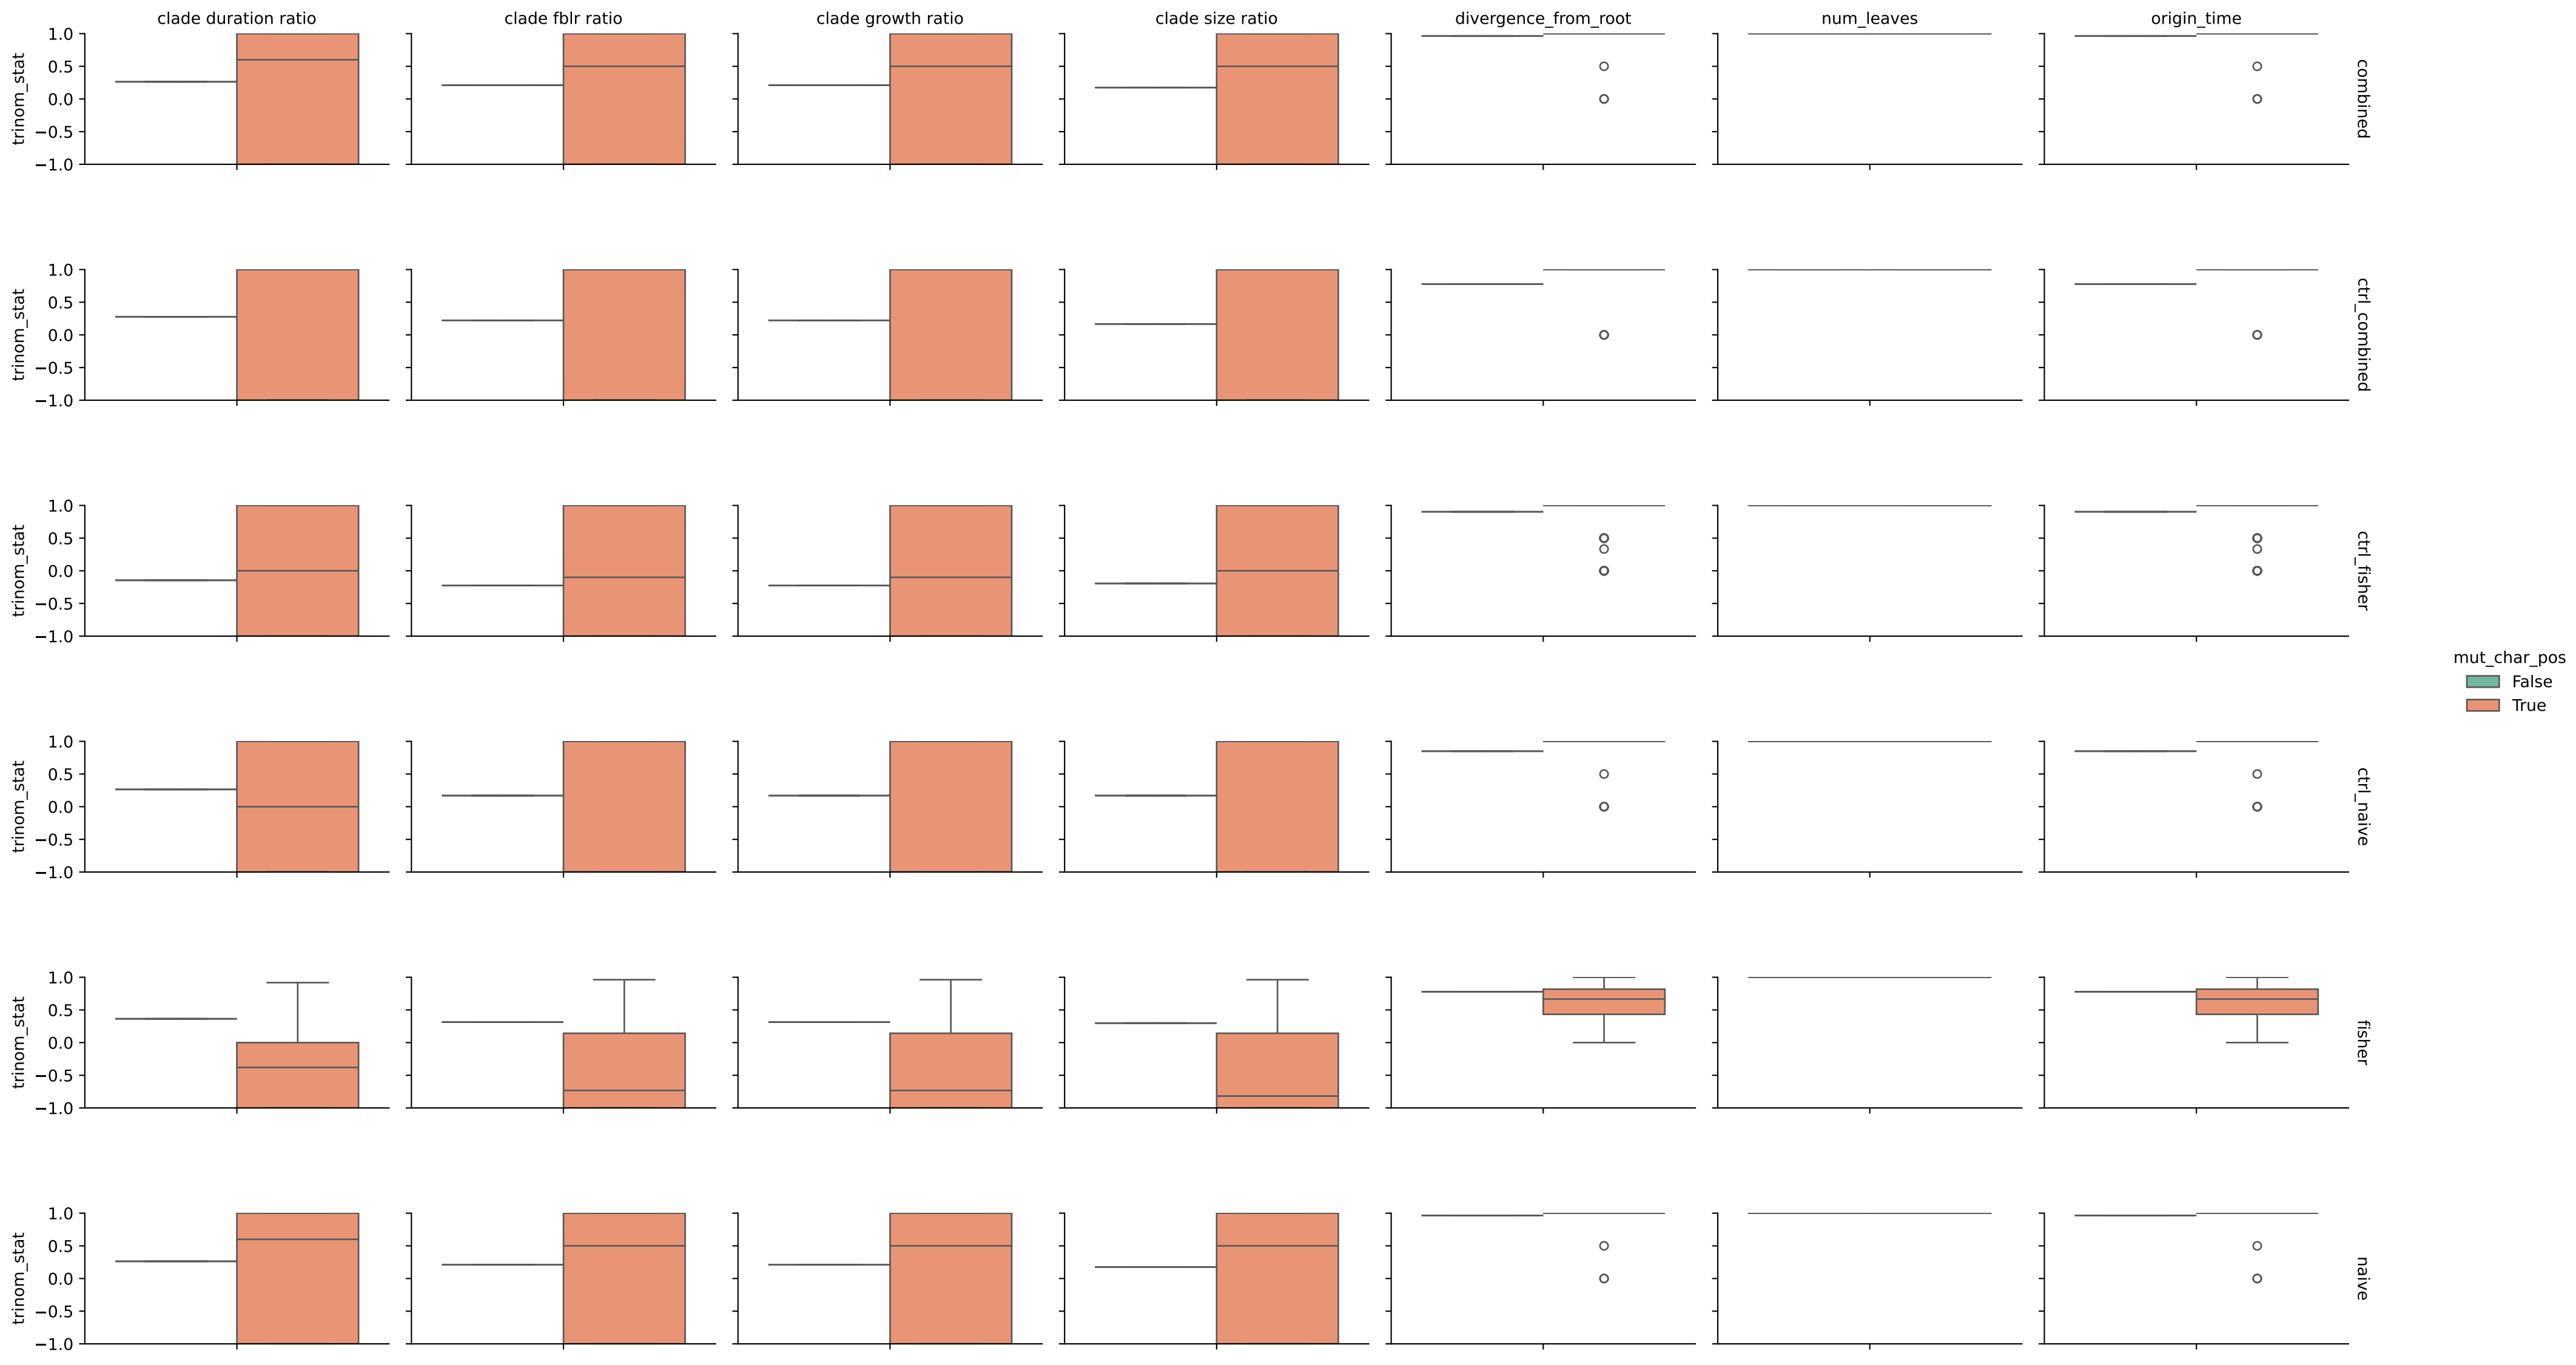 clade duration ratio clade fblr ratio clade growth ratio clade size ratio divergence_from_root num_leaves origin_time
trinom_stat
1.0
0.5
0.0
−0.5
−1.0
combined
trinom_stat
1.0
0.5
0.0
−0.5
−1.0
ctrl_combined
trinom_stat
1.0
0.5
0.0
−0.5
−1.0
ctrl_fisher
mut_char_pos
False
True
trinom_stat
1.0
0.5
0.0
−0.5
−1.0
ctrl_naive
trinom_stat
1.0
0.5
0.0
−0.5
−1.0
fisher
trinom_stat
1.0
0.5
0.0
−0.5
−1.0
naive